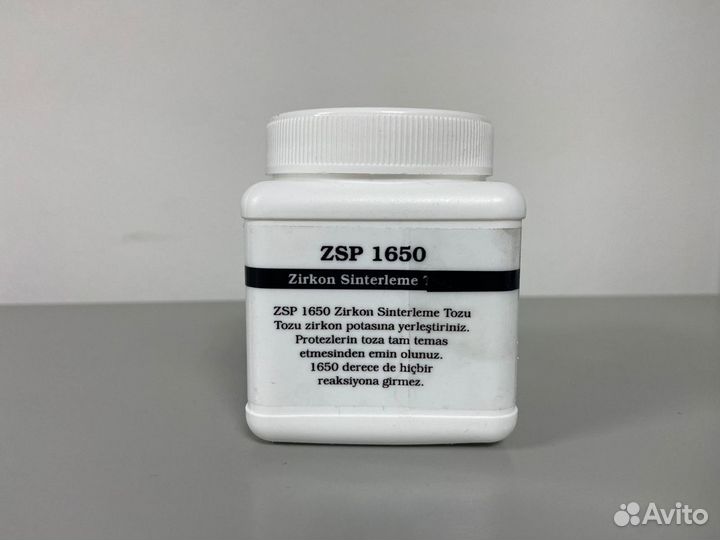 ZSP 1650
Zirkon Sinterleme
ZSP 1650 Zirkon Sinterleme Tozu
Tozu zirkon potasına yerleştiriniz.
Protezlerin toza tam temas
etmesinden emin olunuz.
1650 derece de hiçbir
reaksiyona girmez.
Avito